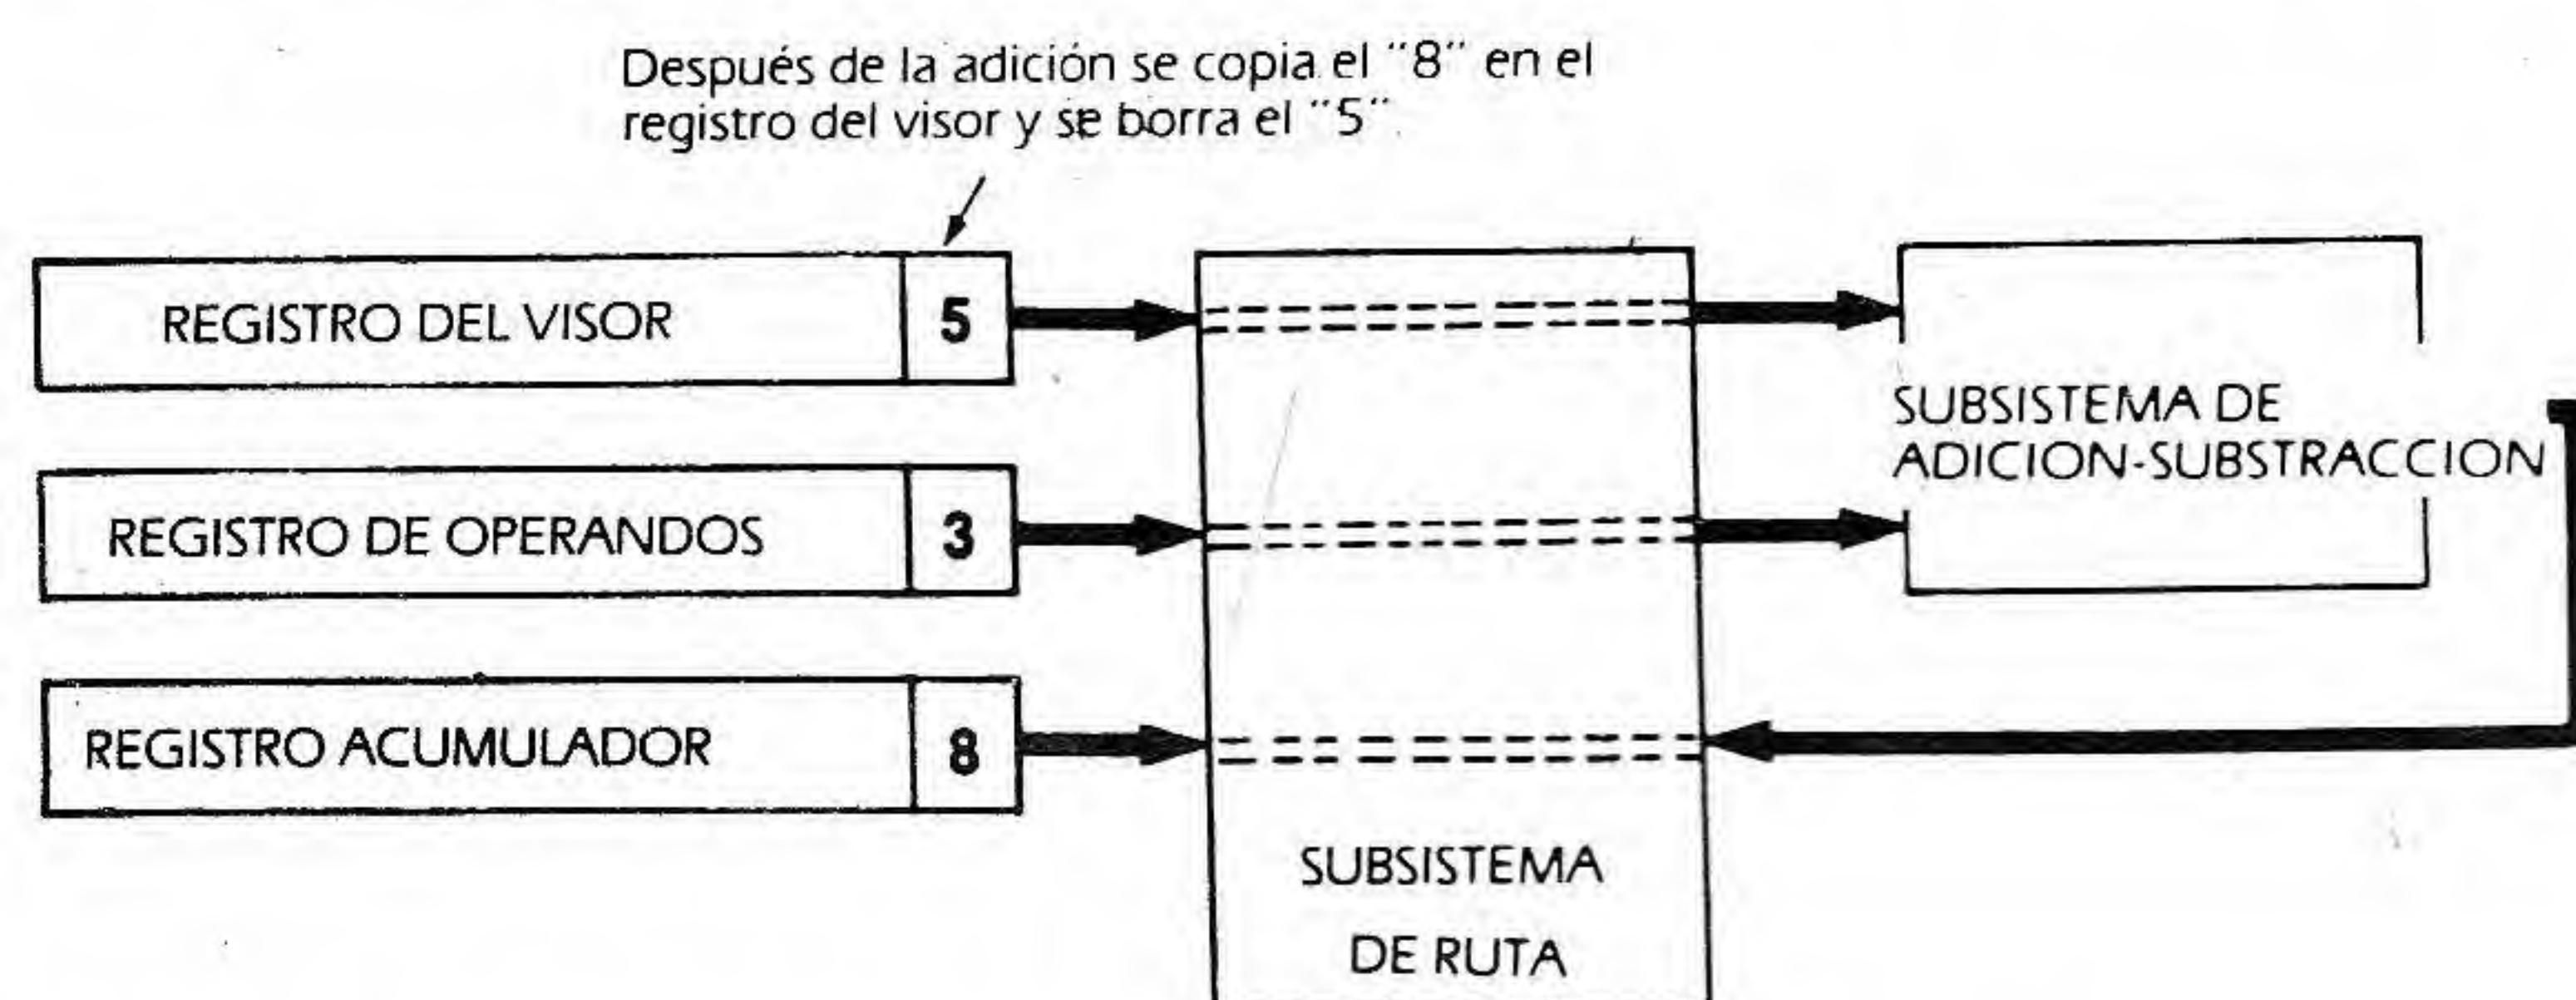 Después de la adición se copia el "8" en el
registro del visor y se borra el "5".
REGISTRO DEL VISOR 5
REGISTRO DE OPERANDOS 3
REGISTRO ACUMULADOR 8
SUBSISTEMA DE
ADICION-SUBSTRACCION
SUBSISTEMA
DE RUTA